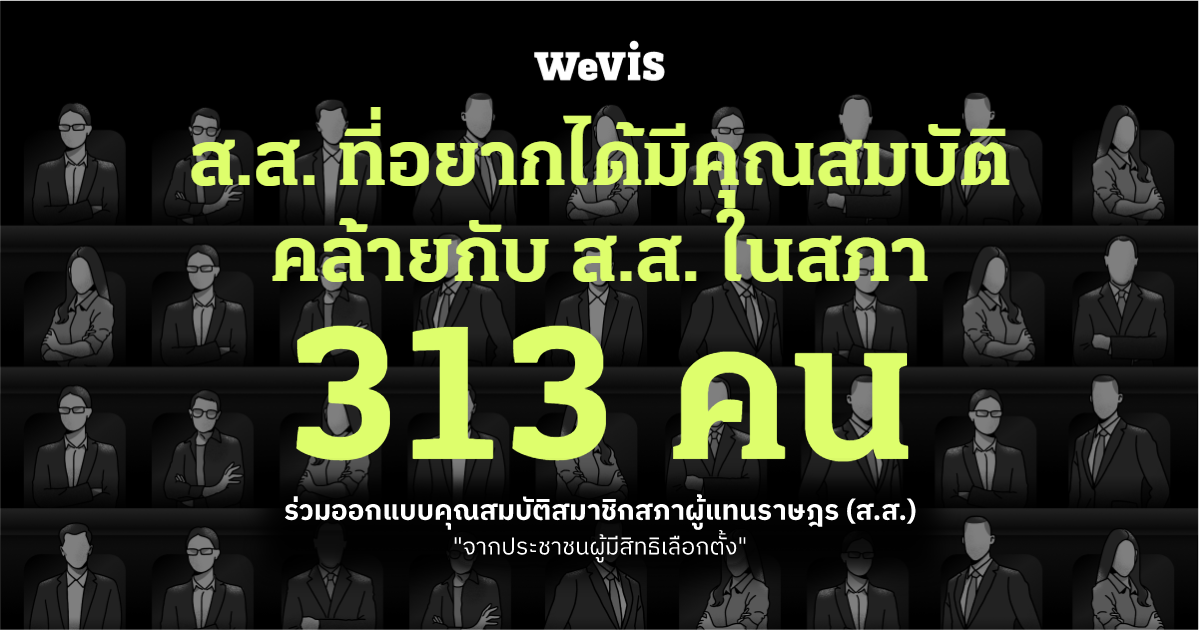 WeVIS
ส.ส. ที่อยากได้มีคุณสมบัติ
คล้ายกับ ส.ส. ในสภา
313 คน
ร่วมออกแบบคุณสมบัติสมาชิกสภาผู้แทนราษฎร (ส.ส.)
"จากประชาชนผู้มีสิทธิเลือกตั้ง"